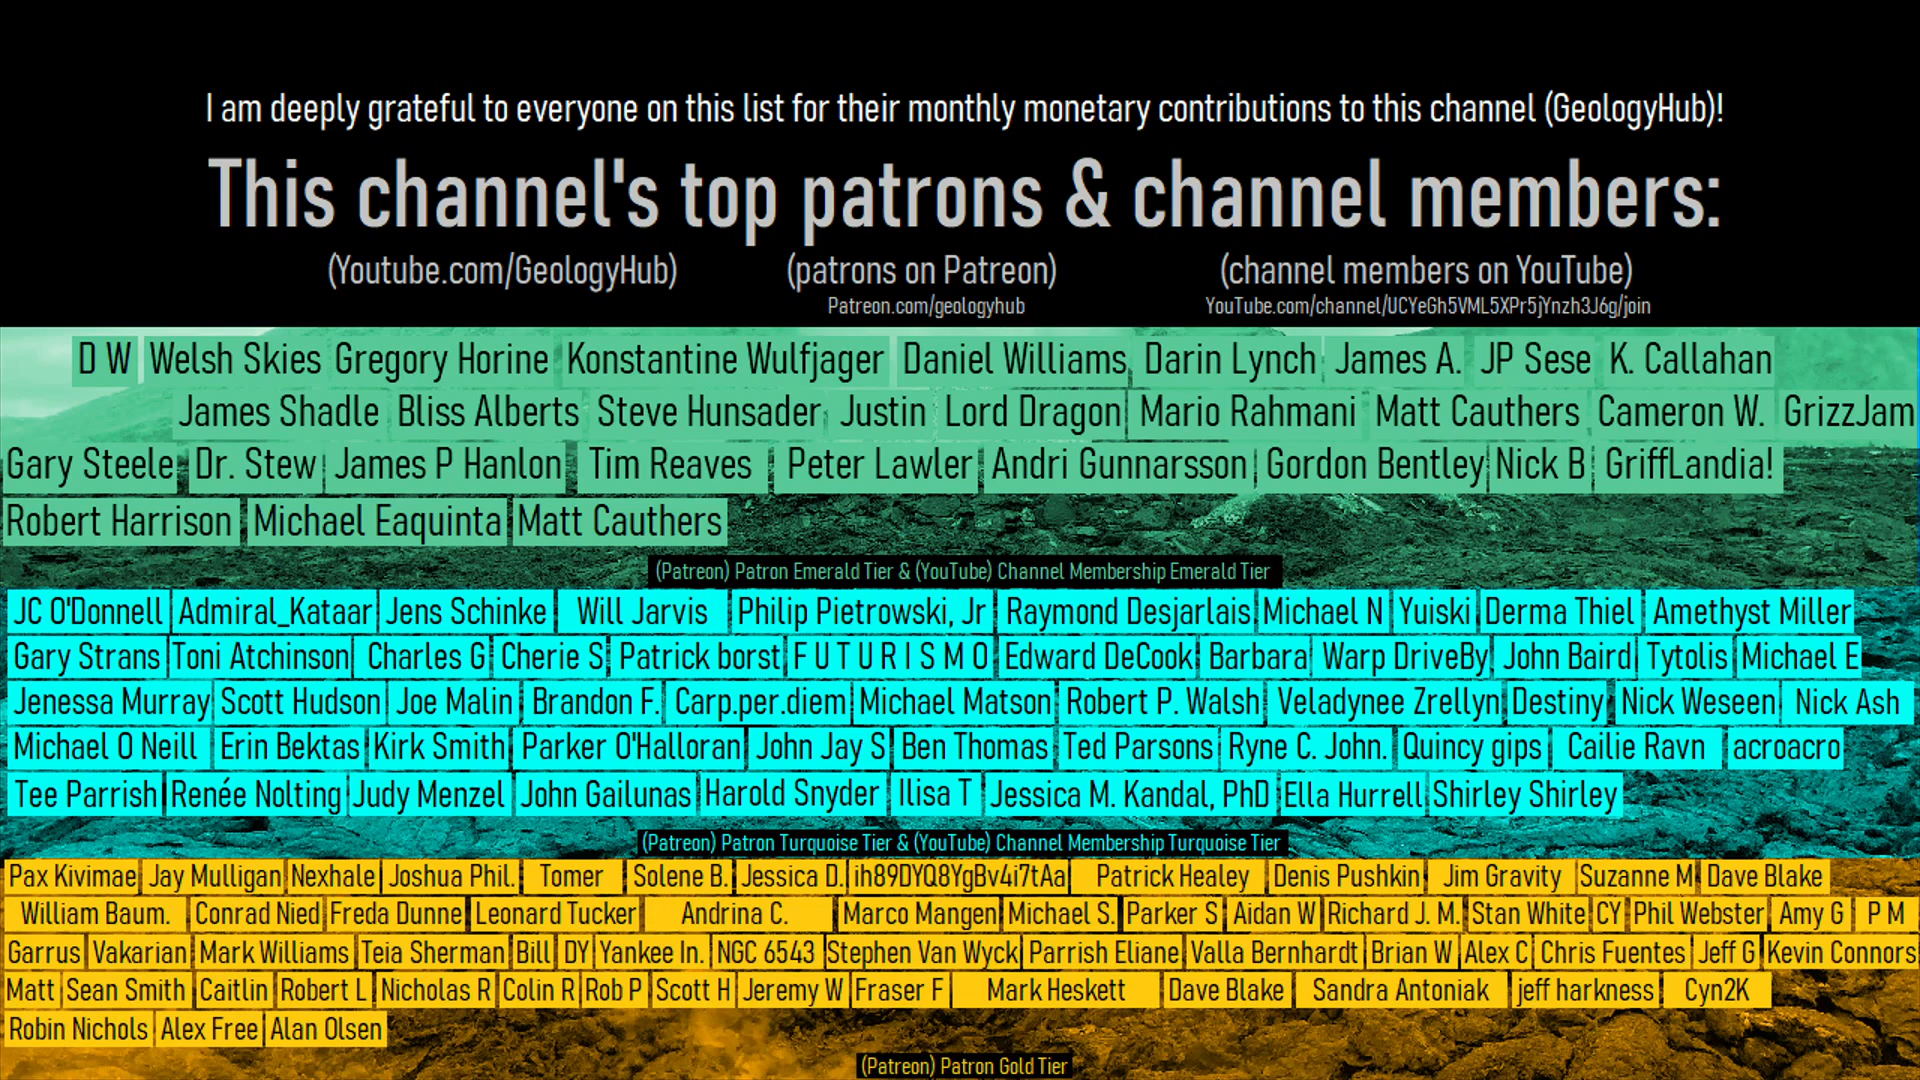 I am deeply grateful to everyone on this list for their monthly monetary contributions to this channel (GeologyHub)!
This channel's top patrons & channel members:
(Youtube.com/GeologyHub) (patrons on Patreon) (channel members on YouTube)
Patreon.com/geologyhub YouTube.com/channel/UCYeGh5VML5XPr5jYnzh3J6g/join
D W Welsh Skies Gregory Horine Konstantine Wulfjager Daniel Williams Darin Lynch James A. JP Sese K. Callahan
James Shadle Bliss Alberts Steve Hunsader Justin Lord Dragon Mario Rahmani Matt Cauthers Cameron W. GrizzJam
Gary Steele Dr. Stew James P Hanlon Tim Reaves Peter Lawler Andri Gunnarsson Gordon Bentley Nick B GriffLandia!
Robert Harrison Michael Eaquinta Matt Cauthers
(Patreon) Patron Emerald Tier & (YouTube) Channel Membership Emerald Tier
JC O'Donnell Admiral_Kataar Jens Schinke Will Jarvis Philip Pietrowski, Jr Raymond Desjarlais Michael N Yuiski Derma Thiel Amethyst Miller
Gary Strans Toni Atchinson Charles G Cherie S Patrick borst F U T U R I S M O Edward DeCook Barbara Warp DriveBy John Baird Tytolis Michael E
Jenessa Murray Scott Hudson Joe Malin Brandon F. Carp.per.diem Michael Matson Robert P. Walsh Veladynee Zrellyn Destiny Nick Weseen Nick Ash
Michael O Neill Erin Bektas Kirk Smith Parker O'Halloran John Jay S Ben Thomas Ted Parsons Ryne C. John. Quincy gips Cailie Ravn acroacro
Tee Parrish Renée Nolting Judy Menzel John Gailunas Harold Snyder Ilisa T Jessica M. Kandal, PhD Ella Hurrell Shirley Shirley
(Patreon) Patron Turquoise Tier & (YouTube) Channel Membership Turquoise Tier
Pax Kivimae Jay Mulligan Nexhale Joshua Phil. Tomer Solene B. Jessica D. ih89DYQ8YgBv4i7tAa Patrick Healey Denis Pushkin Jim Gravity Suzanne M Dave Blake
William Baum. Conrad Nied Freda Dunne Leonard Tucker Andrina C. Marco Mangen Michael S. Parker S Aidan W Richard J. M. Stan White CY Phil Webster Amy G P M
Garrus Vakarian Mark Williams Teia Sherman Bill DY Yankee In. NGC 6543 Stephen Van Wyck Parrish Eliane Valla Bernhardt Brian W Alex C Chris Fuentes Jeff G Kevin Connors
Matt Sean Smith Caitlin Robert L Nicholas R Colin R Rob P Scott H Jeremy W Fraser F Mark Heskett Dave Blake Sandra Antoniak jeff harkness Cyn2K
Robin Nichols Alex Free Alan Olsen
(Patreon) Patron Gold Tier